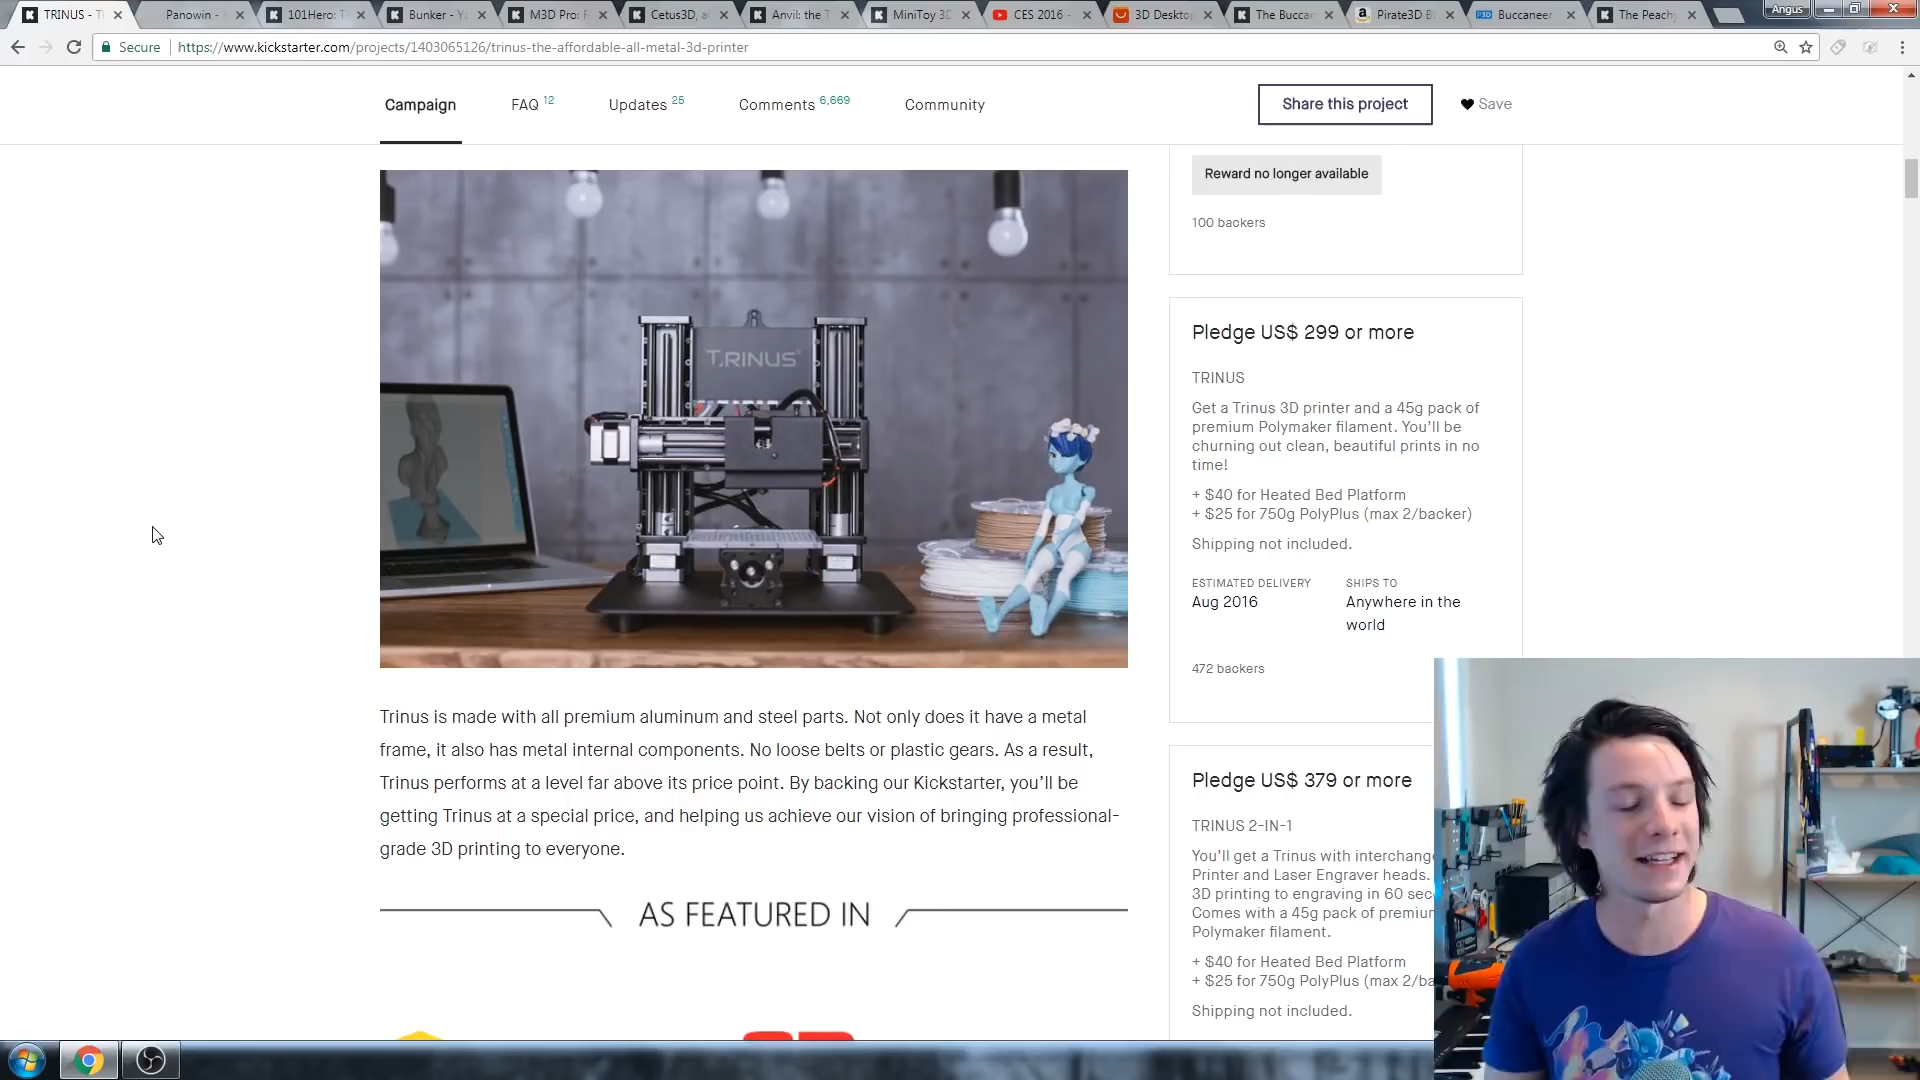 TRINUS - T
Panowin -
101Hero: T
Bunker - Yo
M3D Pro: F
Cetus3D, a
Anvil: the T
MiniToy 3D
CES 2016 -
3D Deskto
The Bucca
Pirate3D B
Buccaneer
The Peachy
Angus
Secure
https://www.kickstarter.com/projects/1403065126/trinus-the-affordable-all-metal-3d-printer
Campaign
FAQ 12
Updates 25
Comments 6,669
Community
Share this project
Save
TRINUS
Trinus is made with all premium aluminum and steel parts. Not only does it have a metal
frame, it also has metal internal components. No loose belts or plastic gears. As a result,
Trinus performs at a level far above its price point. By backing our Kickstarter, you'll be
getting Trinus at a special price, and helping us achieve our vision of bringing professional-
grade 3D printing to everyone.
AS FEATURED IN
Reward no longer available
100 backers
Pledge US$ 299 or more
TRINUS
Get a Trinus 3D printer and a 45g pack of
premium Polymaker filament. You'll be
churning out clean, beautiful prints in no
time!
+ $40 for Heated Bed Platform
+ $25 for 750g PolyPlus (max 2/backer)
Shipping not included.
ESTIMATED DELIVERY
Aug 2016
SHIPS TO
Anywhere in the
world
472 backers
Pledge US$ 379 or more
TRINUS 2-IN-1
You'll get a Trinus with interchang
Printer and Laser Engraver heads.
3D printing to engraving in 60 sec
Comes with a 45g pack of premium
Polymaker filament.
+ $40 for Heated Bed Platform
+ $25 for 750g PolyPlus (max 2/ba
Shipping not included.